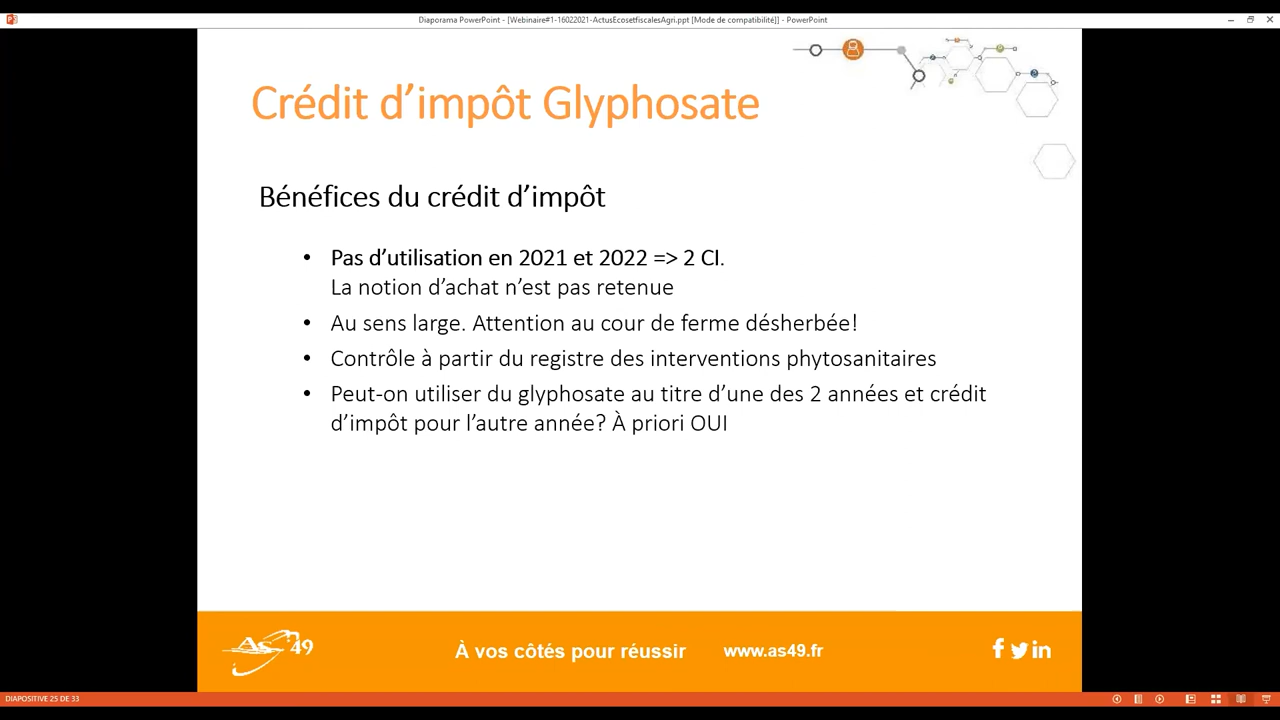 Diaporama PowerPoint - [Webinaire#1-16022021-ActusEcosetfiscalesAgri.ppt [Mode de compatibilité]] - PowerPoint
Crédit d’impôt Glyphosate
Bénéfices du crédit d’impôt
• Pas d’utilisation en 2021 et 2022 => 2 CI.
La notion d’achat n’est pas retenue
• Au sens large. Attention au cour de ferme désherbée!
• Contrôle à partir du registre des interventions phytosanitaires
• Peut-on utiliser du glyphosate au titre d’une des 2 années et crédit
d’impôt pour l’autre année? À priori OUI
As 49
À vos côtés pour réussir
www.as49.fr
DIAPOSITIVE 25 DE 33